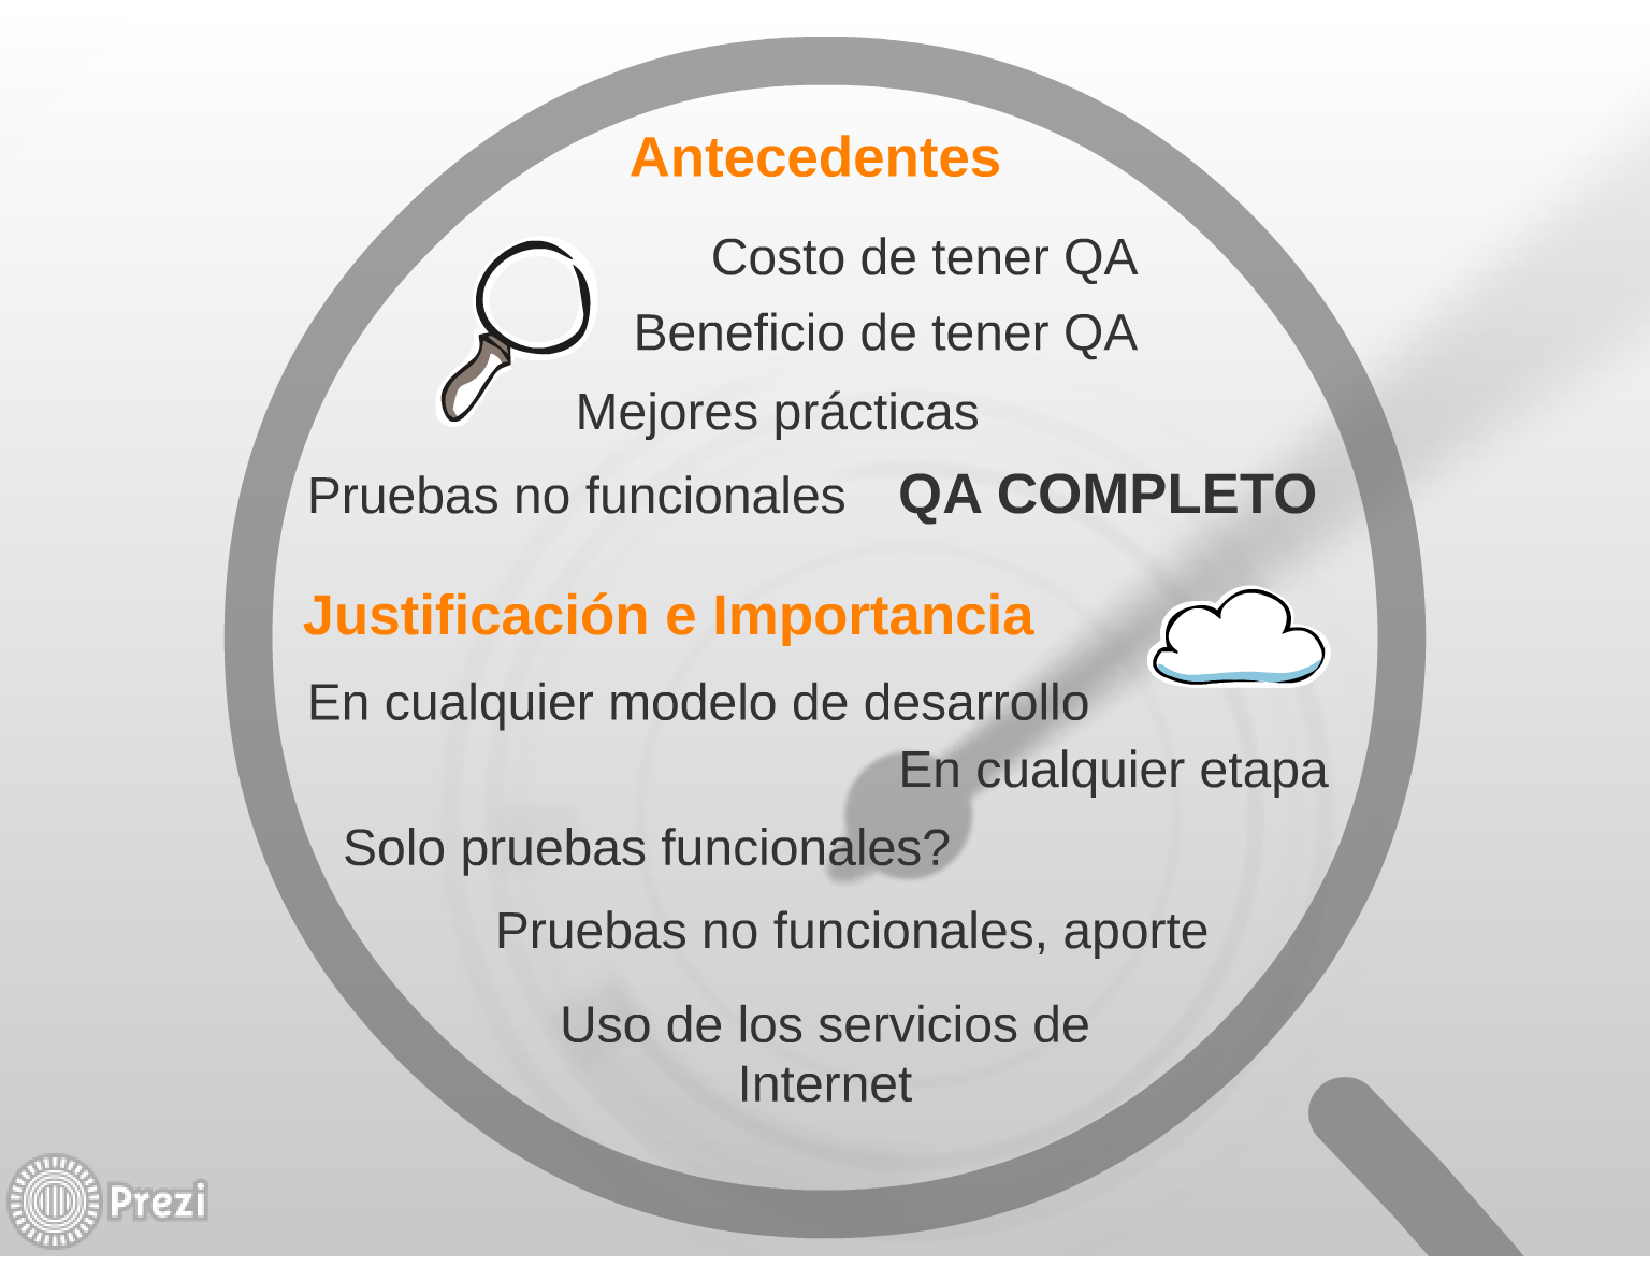 Antecedentes
Costo de tener QA
Beneficio de tener QA
Mejores prácticas
Pruebas no funcionales QA COMPLETO
Justificación e Importancia
En cualquier modelo de desarrollo
En cualquier etapa
Solo pruebas funcionales?
Pruebas no funcionales, aporte
Uso de los servicios de
Internet
Prezi